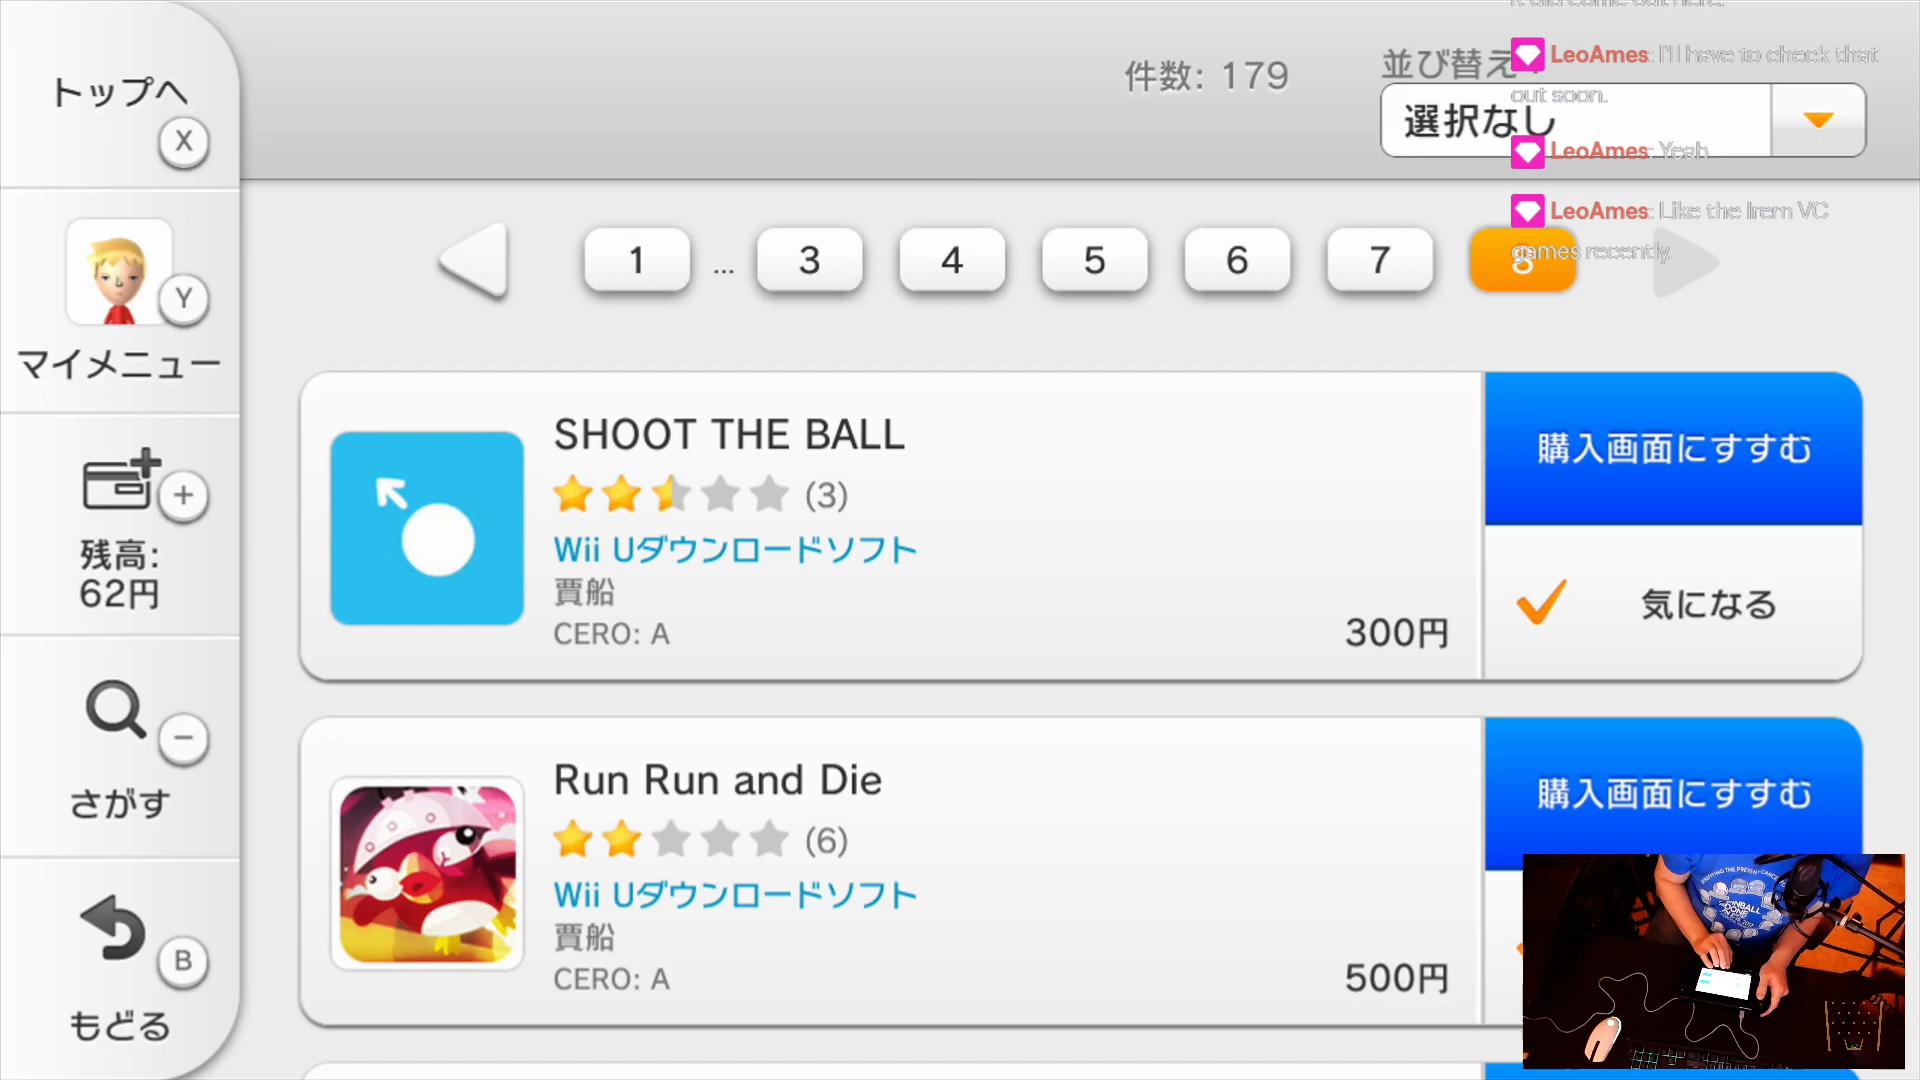 トップへ
X
Y
マイメニュー
+
残高:
62円
−
さがす
B
もどる
件数: 179
並び替え
選択なし
LeoAmes: I'll have to check that
out soon.
LeoAmes: Yeah
LeoAmes: Like the Irem VC
games recently
1 ... 3 4 5 6 7 8
SHOOT THE BALL
(3)
Wii Uダウンロードソフト
賈船
CERO: A
300円
購入画面にすすむ
気になる
Run Run and Die
(6)
Wii Uダウンロードソフト
賈船
CERO: A
500円
購入画面にすすむ